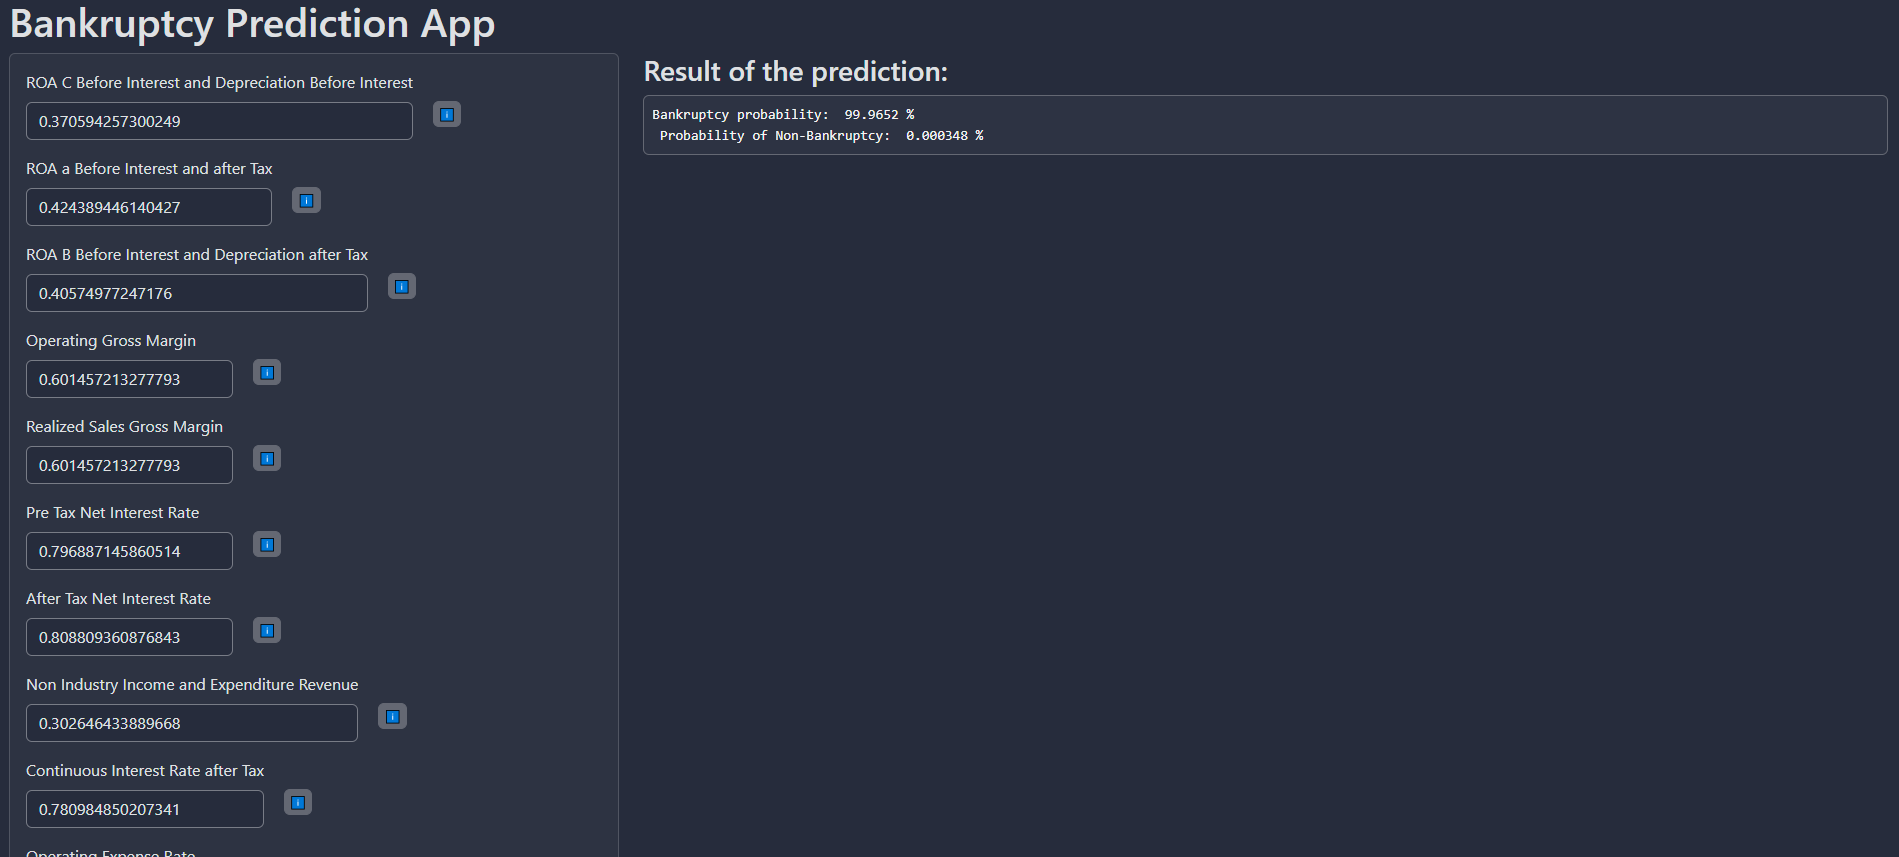 Bankruptcy Prediction App
ROA C Before Interest and Depreciation Before Interest
0.370594257300249
ROA a Before Interest and after Tax
0.424389446140427
ROA B Before Interest and Depreciation after Tax
0.40574977247176
Operating Gross Margin
0.601457213277793
Realized Sales Gross Margin
0.601457213277793
Pre Tax Net Interest Rate
0.796887145860514
After Tax Net Interest Rate
0.808809360876843
Non Industry Income and Expenditure Revenue
0.302646433889668
Continuous Interest Rate after Tax
0.780984850207341
Operating Expense Rate
Result of the prediction:
Bankruptcy probability: 99.9652 %
Probability of Non-Bankruptcy: 0.000348 %